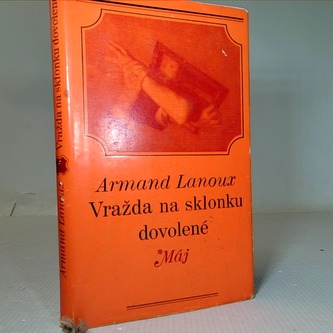 Armand Lanoux
Vražda na sklonku
dovolené
Máj
Armand Lanoux Vražda na sklonku dovolené